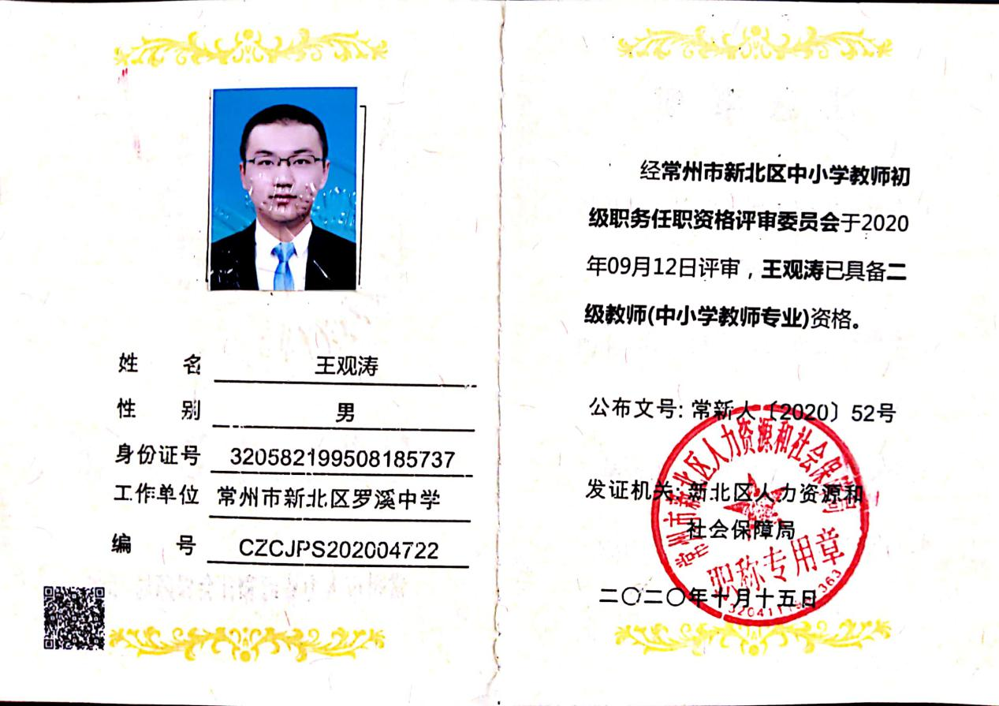 姓 名 王观涛
性 别 男
身份证号 320582199508185737
工作单位 常州市新北区罗溪中学
编 号 CZCJPS202004722
经常州市新北区中小学教师初
级职务任职资格评审委员会于2020
年09月12日评审，王观涛已具备二
级教师(中小学教师专业)资格。
公布文号: 常新人〔2020〕52号
发证机关: 新北区人力资源和
社会保障局
二〇二〇年十月十五日
常州市新北区人力资源和社会保障局
职称专用章